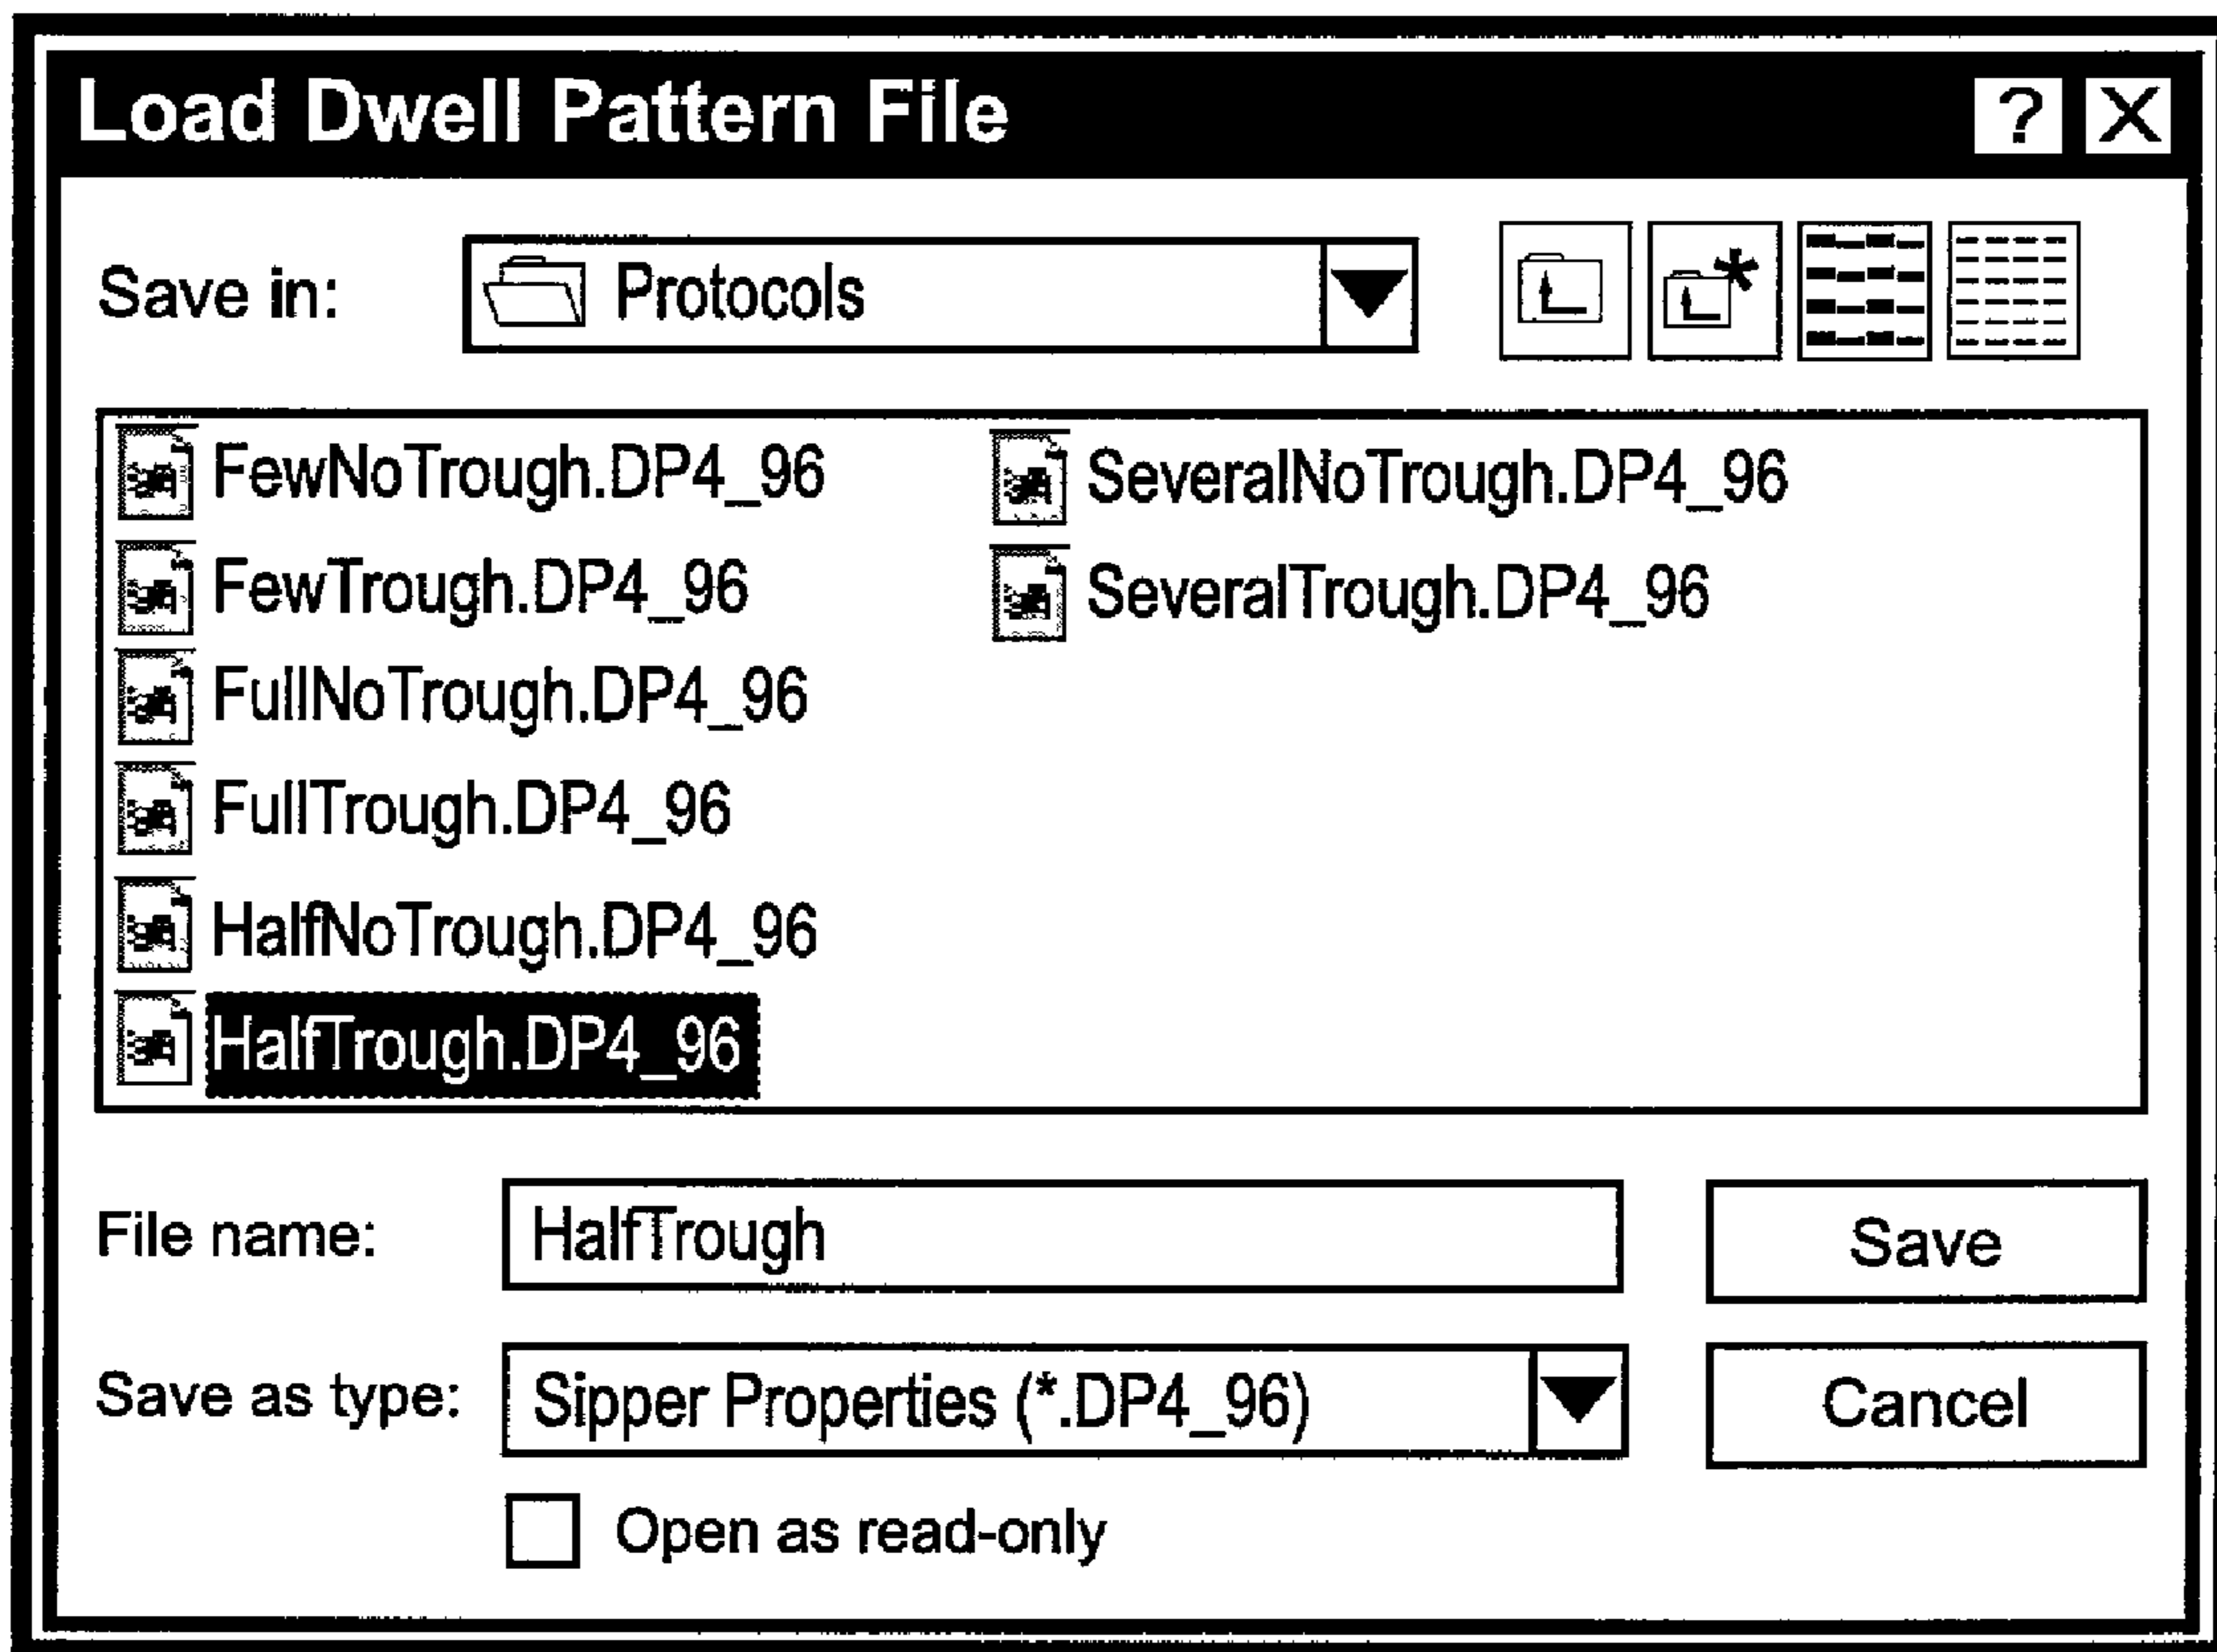 Load Dwell Pattern File ? X
Save in: Protocols
FewNoTrough.DP4_96
FewTrough.DP4_96
FullNoTrough.DP4_96
FullTrough.DP4_96
HalfNoTrough.DP4_96
HalfTrough.DP4_96
SeveralNoTrough.DP4_96
SeveralTrough.DP4_96
File name: HalfTrough Save
Save as type: Sipper Properties (*.DP4_96) Cancel
Open as read-only